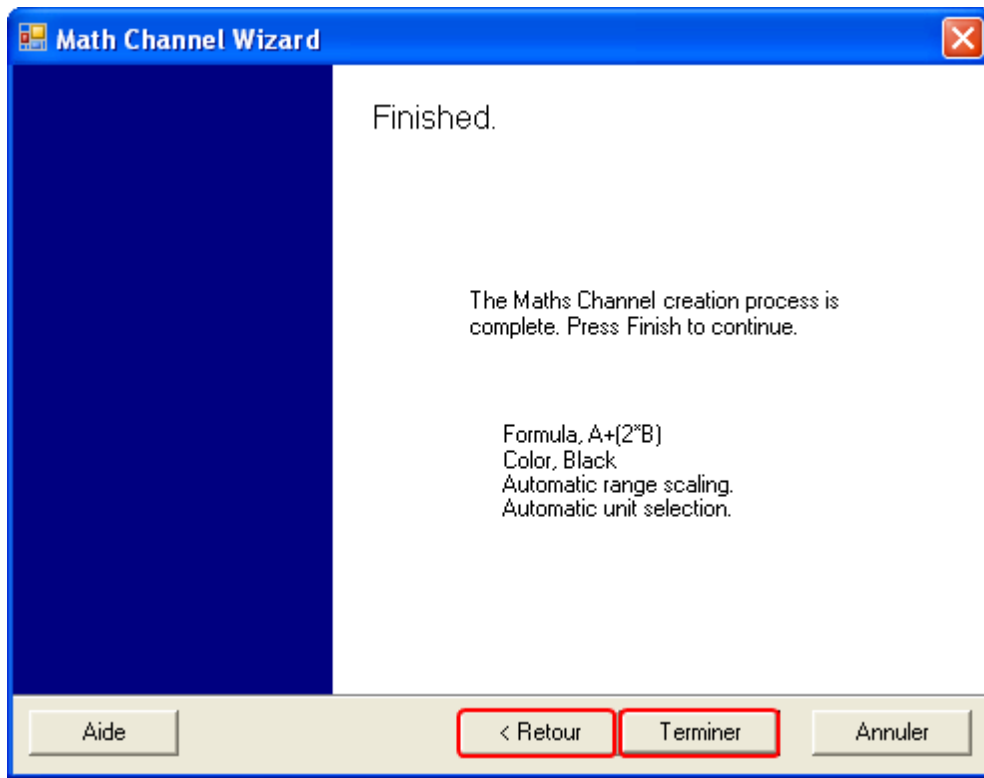 Math Channel Wizard
Finished.
The Maths Channel creation process is
complete. Press Finish to continue.
Formula, A+(2*B)
Color, Black
Automatic range scaling.
Automatic unit selection.
Aide
< Retour
Terminer
Annuler